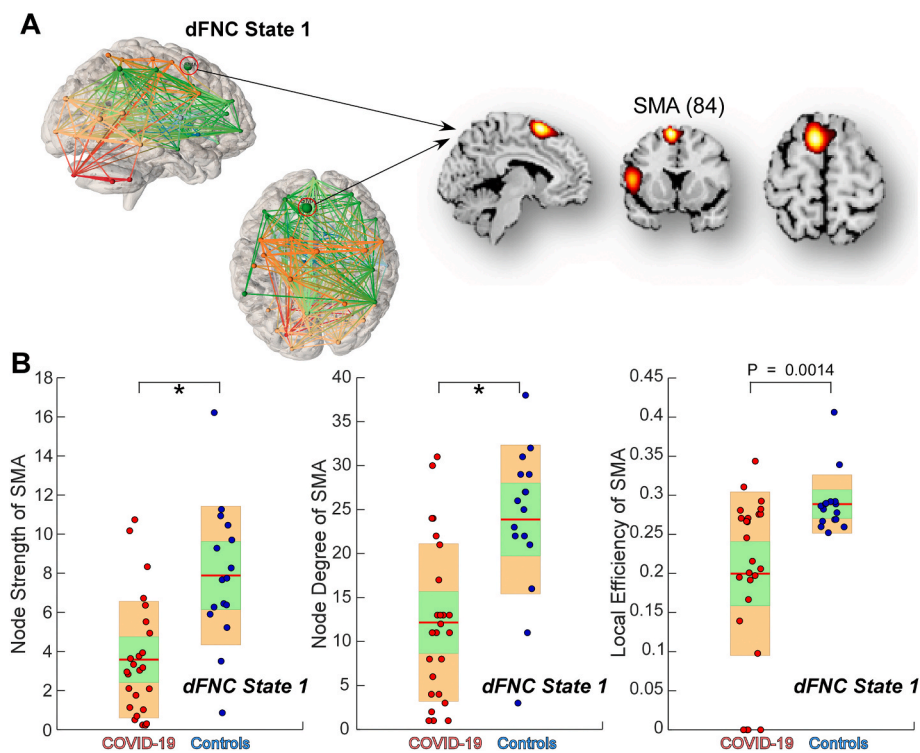 A
dFNC State 1
SMA (84)
B
18
16
14
12
10
8
6
4
2
0
Node Strength of SMA
*
dFNC State 1
COVID-19
Controls
40
35
30
25
20
15
10
5
0
Node Degree of SMA
*
dFNC State 1
COVID-19
Controls
P = 0.0014
0.45
0.4
0.35
0.3
0.25
0.2
0.15
0.1
0.05
0
Local Efficiency of SMA
dFNC State 1
COVID-19
Controls